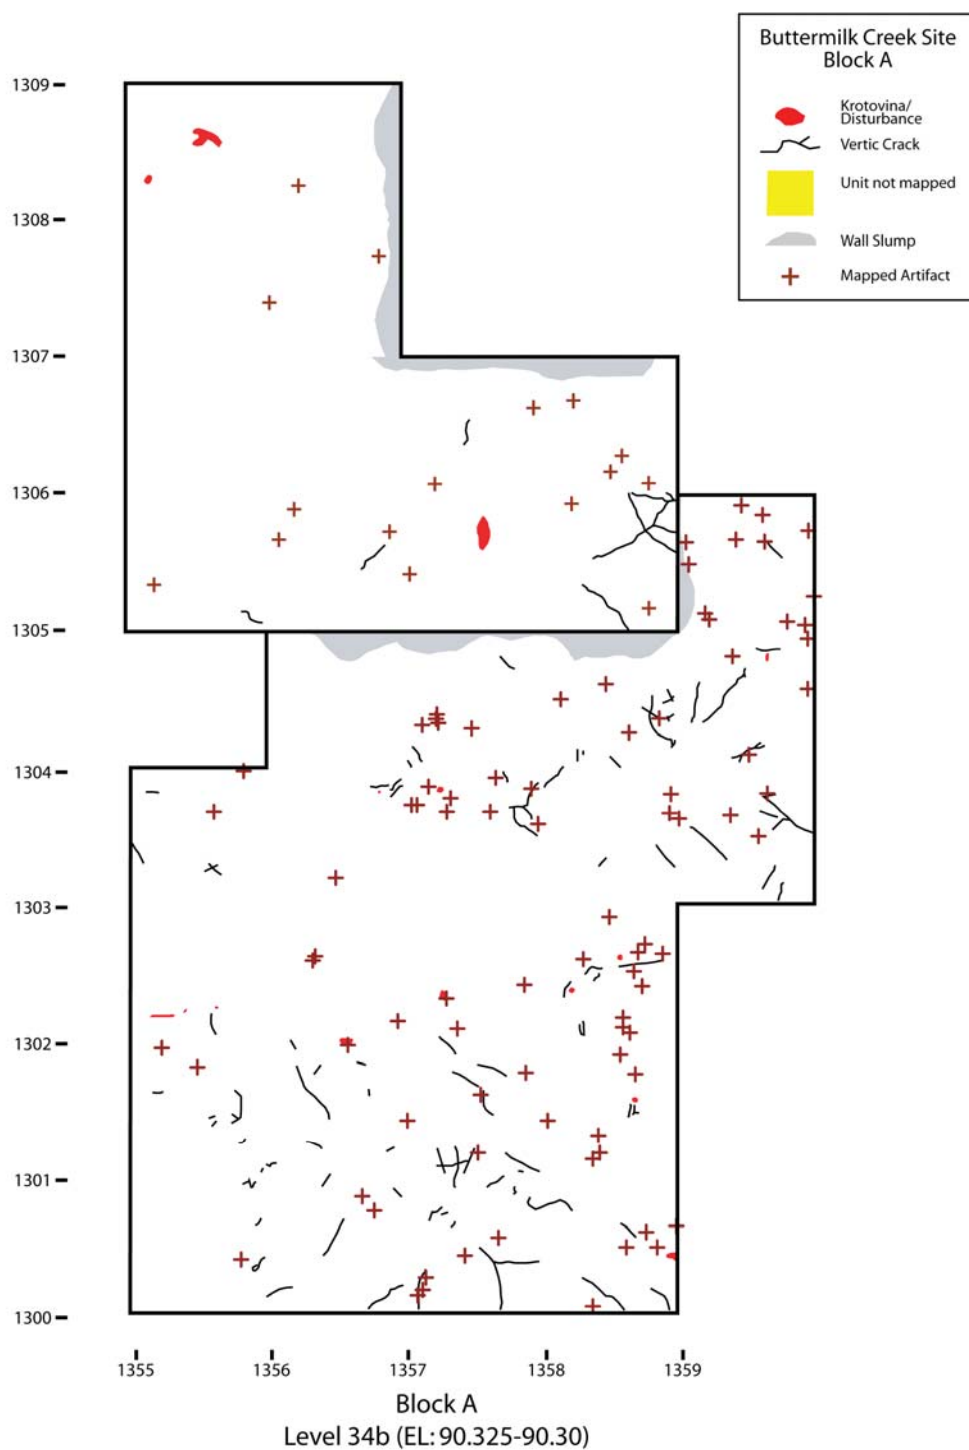 Buttermilk Creek Site
Block A
Krotovina/
Disturbance
Vertic Crack
Unit not mapped
Wall Slump
Mapped Artifact
1309
1308
1307
1306
1305
1304
1303
1302
1301
1300
1355 1356 1357 1358 1359
Block A
Level 34b (EL: 90.325-90.30)